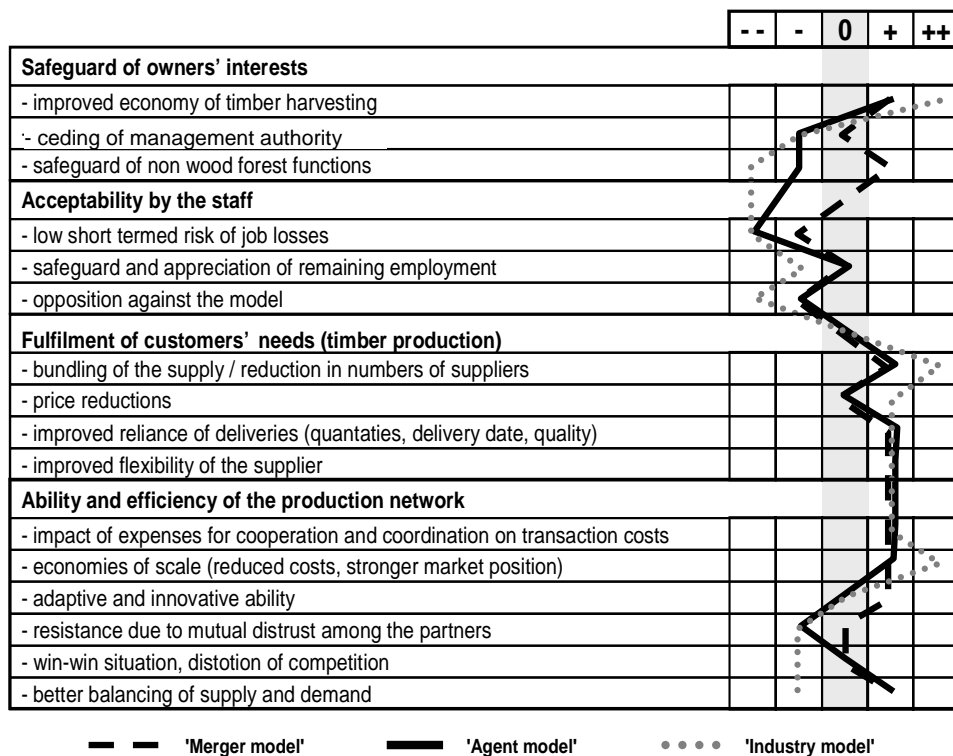 - - - 0 + ++
Safeguard of owners’ interests
- improved economy of timber harvesting
- ceding of management authority
- safeguard of non wood forest functions
Acceptability by the staff
- low short termed risk of job losses
- safeguard and appreciation of remaining employment
- opposition against the model
Fulfilment of customers’ needs (timber production)
- bundling of the supply / reduction in numbers of suppliers
- price reductions
- improved reliance of deliveries (quantaties, delivery date, quality)
- improved flexibility of the supplier
Ability and efficiency of the production network
- impact of expenses for cooperation and coordination on transaction costs
- economies of scale (reduced costs, stronger market position)
- adaptive and innovative ability
- resistance due to mutual distrust among the partners
- win-win situation, distotion of competition
- better balancing of supply and demand
'Merger model' 'Agent model' 'Industry model'